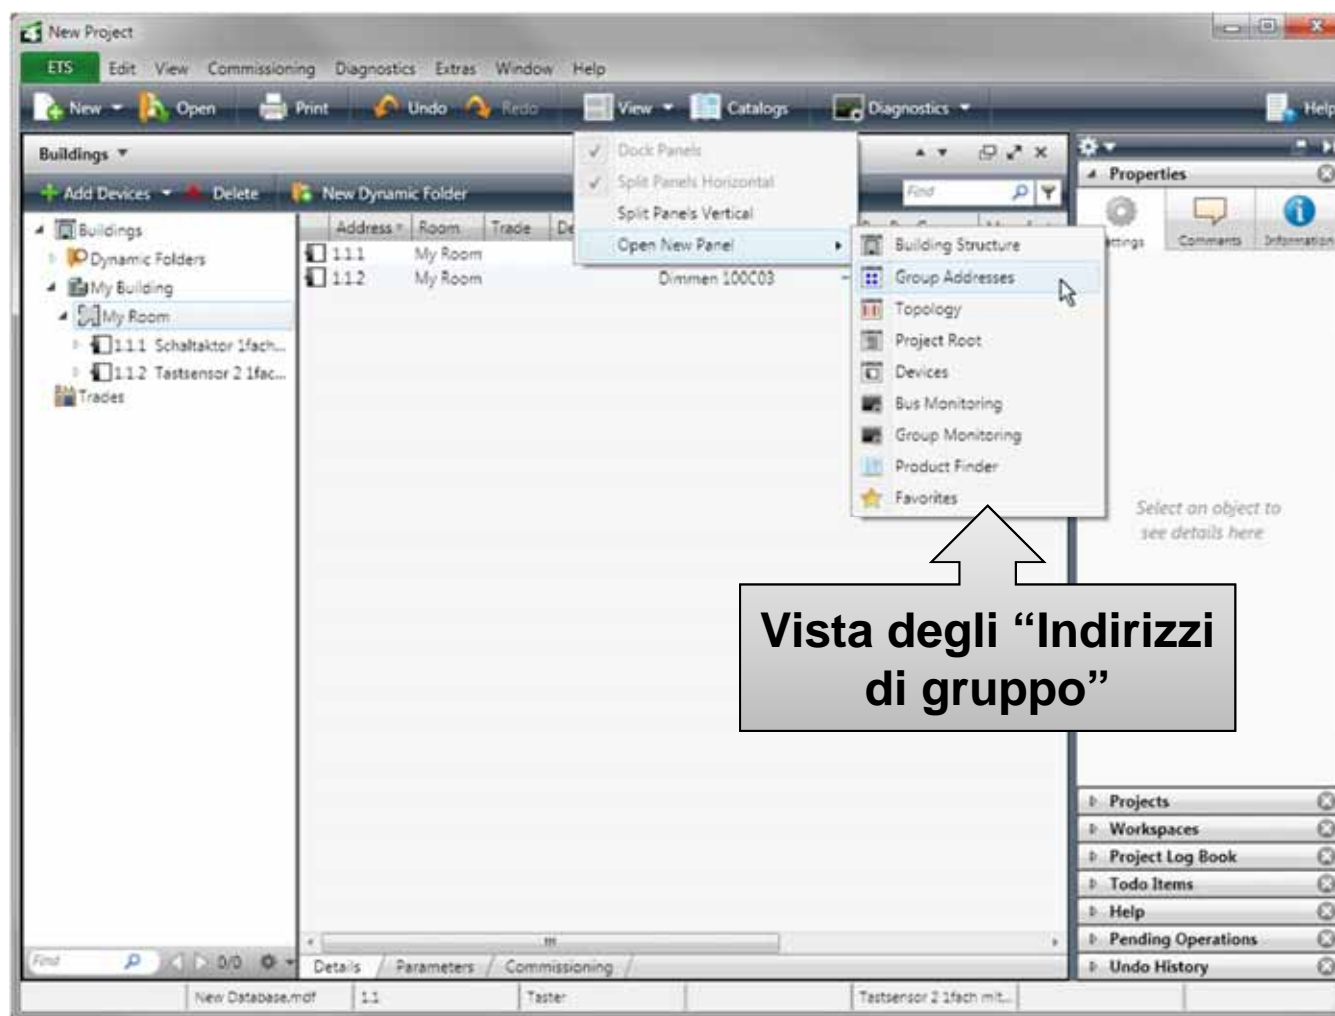 New Project
ETS Edit View Commissioning Diagnostics Extras Window Help
New Open Print Undo Redo View Catalogs Diagnostics Help
Buildings
Add Devices Delete New Dynamic Folder
Find
Address Room Trade De
1.1.1 My Room
1.1.2 My Room Dimmen 100C03 -
Buildings
Dynamic Folders
My Building
My Room
1.1.1 Schaltaktor 1fach...
1.1.2 Tastsensor 2 1fac...
Trades
Dock Panels
Split Panels Horizontal
Split Panels Vertical
Open New Panel
Building Structure
Group Addresses
Topology
Project Root
Devices
Bus Monitoring
Group Monitoring
Product Finder
Favorites
Properties
Comments Information
Select an object to
see details here
Vista degli “Indirizzi
di gruppo”
Projects
Workspaces
Project Log Book
Todo Items
Help
Pending Operations
Undo History
Find 0/0
Details Parameters Commissioning
New Database.mdf 1.1 Taster Tastsensor 2 1fach mit...